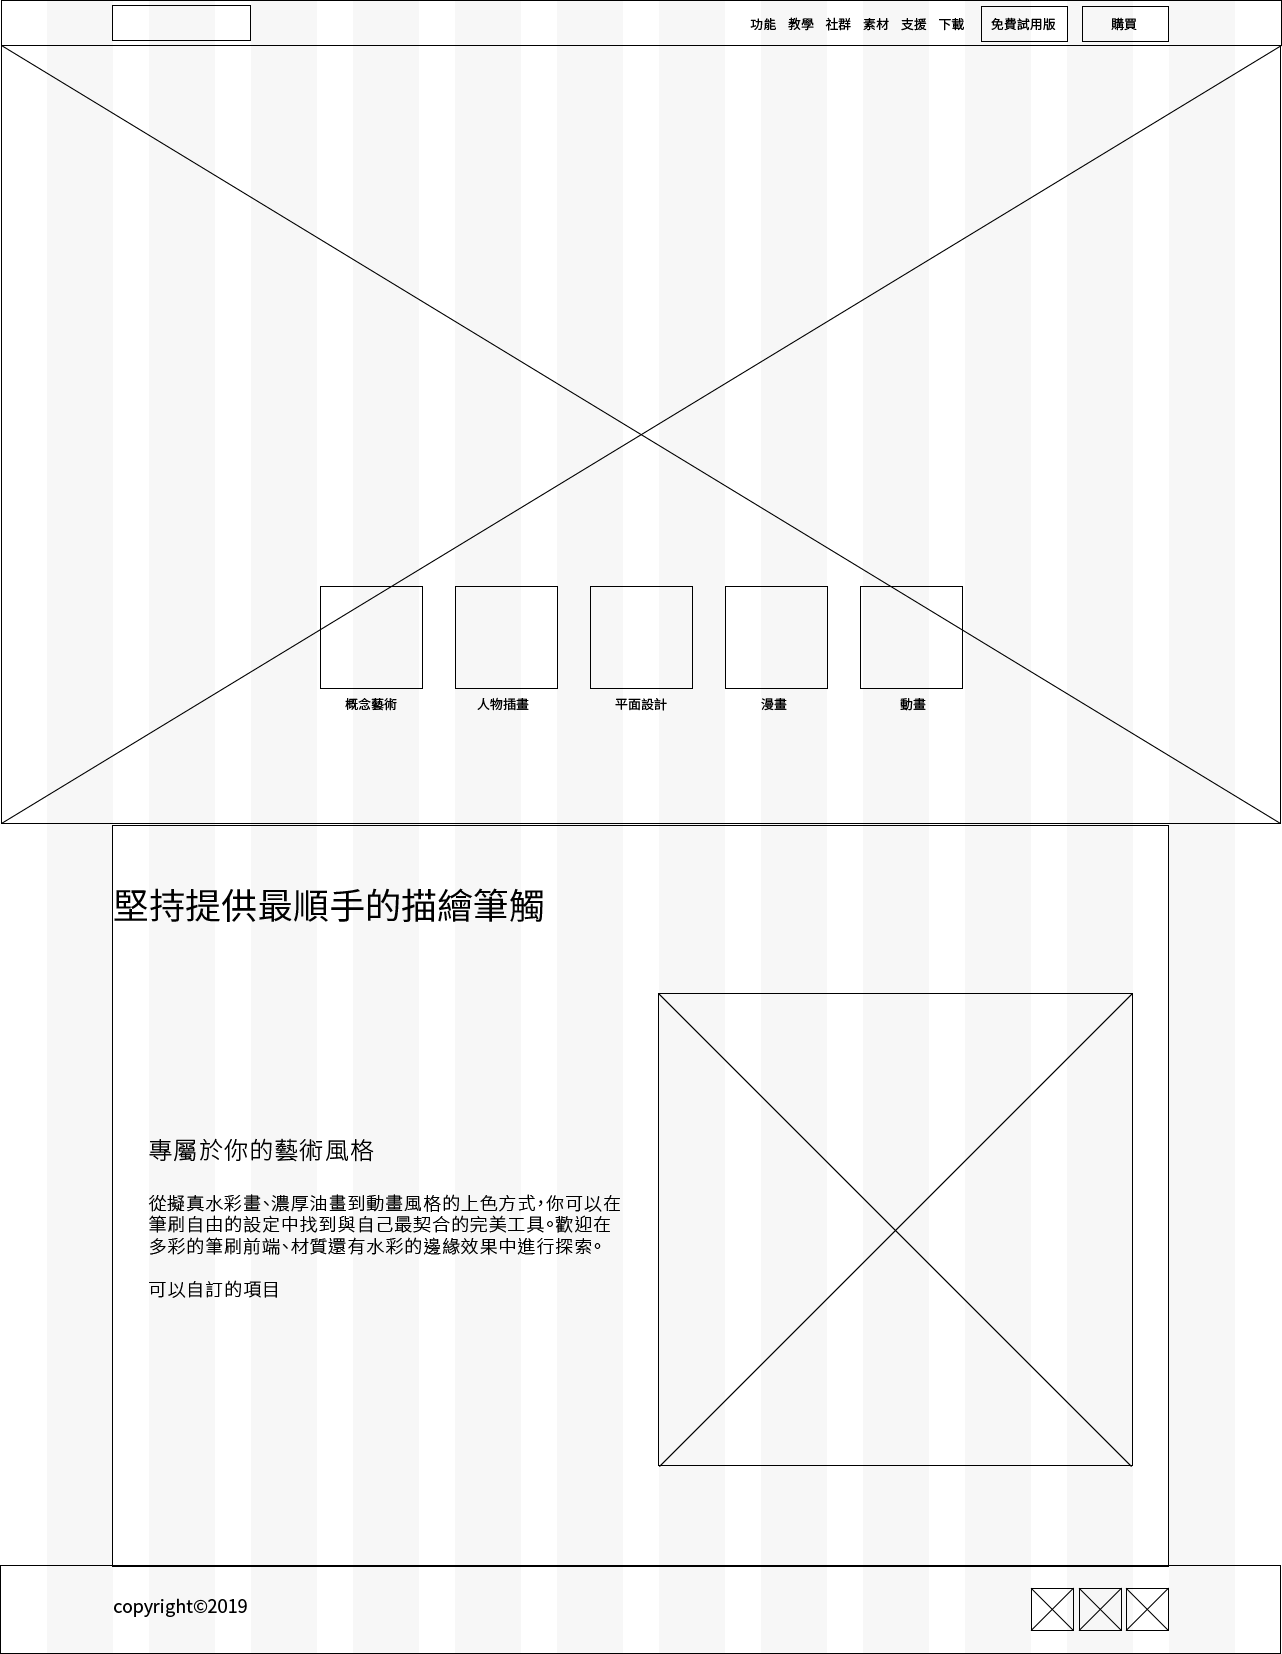 功能 教學 社群 素材 支援 下載 免費試用版 購買
概念藝術 人物插畫 平面設計 漫畫 動畫
堅持提供最順手的描繪筆觸
專屬於你的藝術風格
從擬真水彩畫、濃厚油畫到動畫風格的上色方式，你可以在
筆刷自由的設定中找到與自己最契合的完美工具。歡迎在
多彩的筆刷前端、材質還有水彩的邊緣效果中進行探索。
可以自訂的項目
copyright©2019